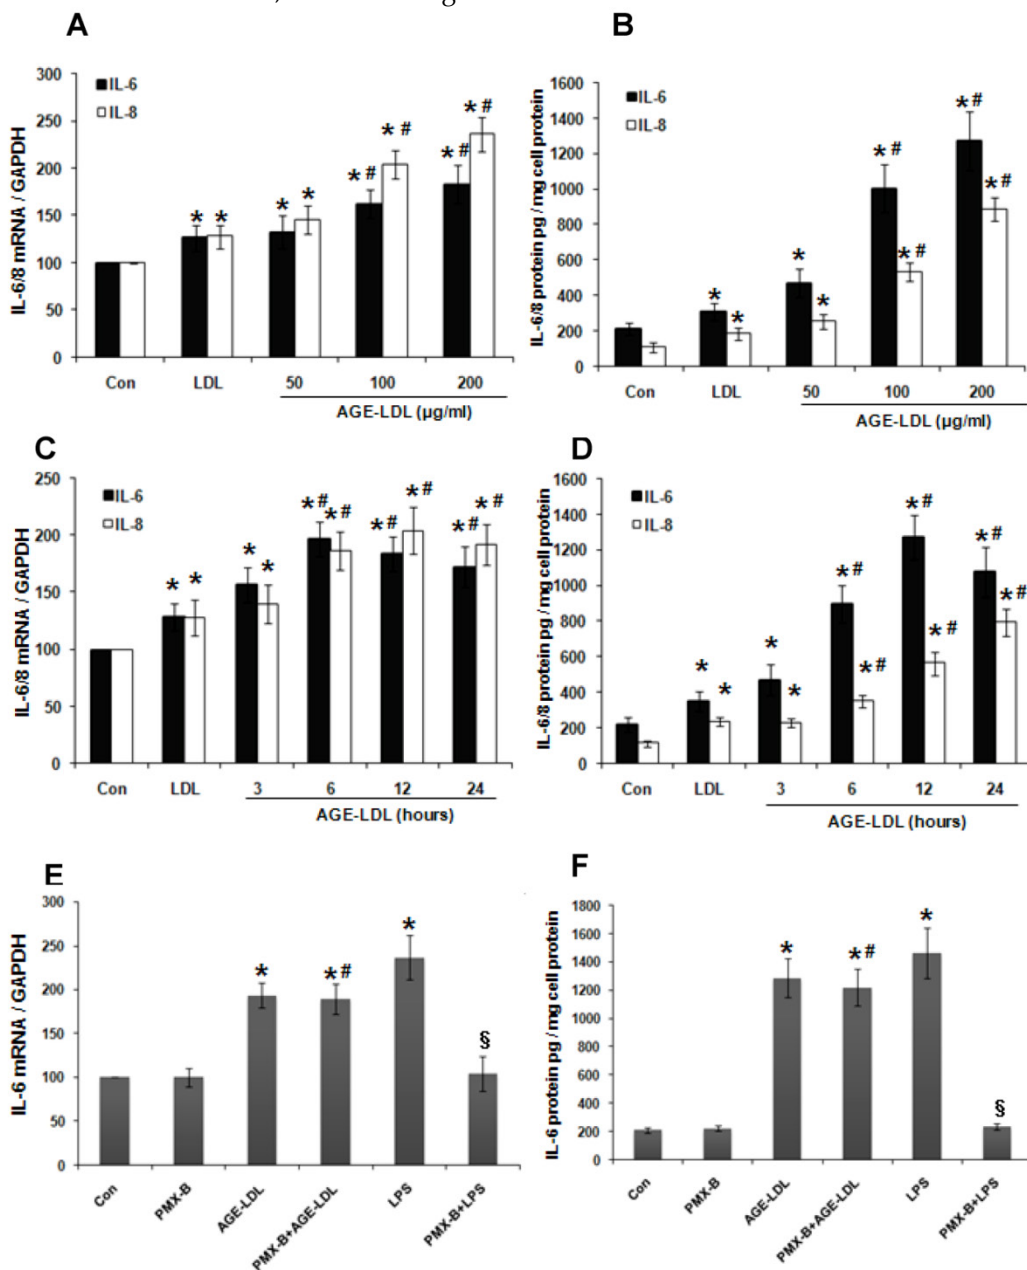 A
300
250
200
150
100
50
0
IL-6/8 mRNA / GAPDH
IL-6
IL-8
* *
* *
* # * #
* # * #
Con LDL 50 100 200
AGE-LDL (µg/ml)
B
1600
1400
1200
1000
800
600
400
200
0
IL-6/8 protein pg / mg cell protein
IL-6
IL-8
* *
* *
* # * #
* # * #
Con LDL 50 100 200
AGE-LDL (µg/ml)
C
250
200
150
100
50
0
IL-6/8 mRNA / GAPDH
IL-6
IL-8
* *
* *
* # * #
* # * #
* # * #
Con LDL 3 6 12 24
AGE-LDL (hours)
D
1600
1400
1200
1000
800
600
400
200
0
IL-6/8 protein pg / mg cell protein
IL-6
IL-8
* *
* *
* # * #
* # * #
* # * #
Con LDL 3 6 12 24
AGE-LDL (hours)
E
300
250
200
150
100
50
0
IL-6 mRNA / GAPDH
* * # * §
Con PMX-B AGE-LDL PMX-B+AGE-LDL LPS PMX-B+LPS
F
1800
1600
1400
1200
1000
800
600
400
200
0
IL-6 protein pg / mg cell protein
* * # * §
Con PMX-B AGE-LDL PMX-B+AGE-LDL LPS PMX-B+LPS